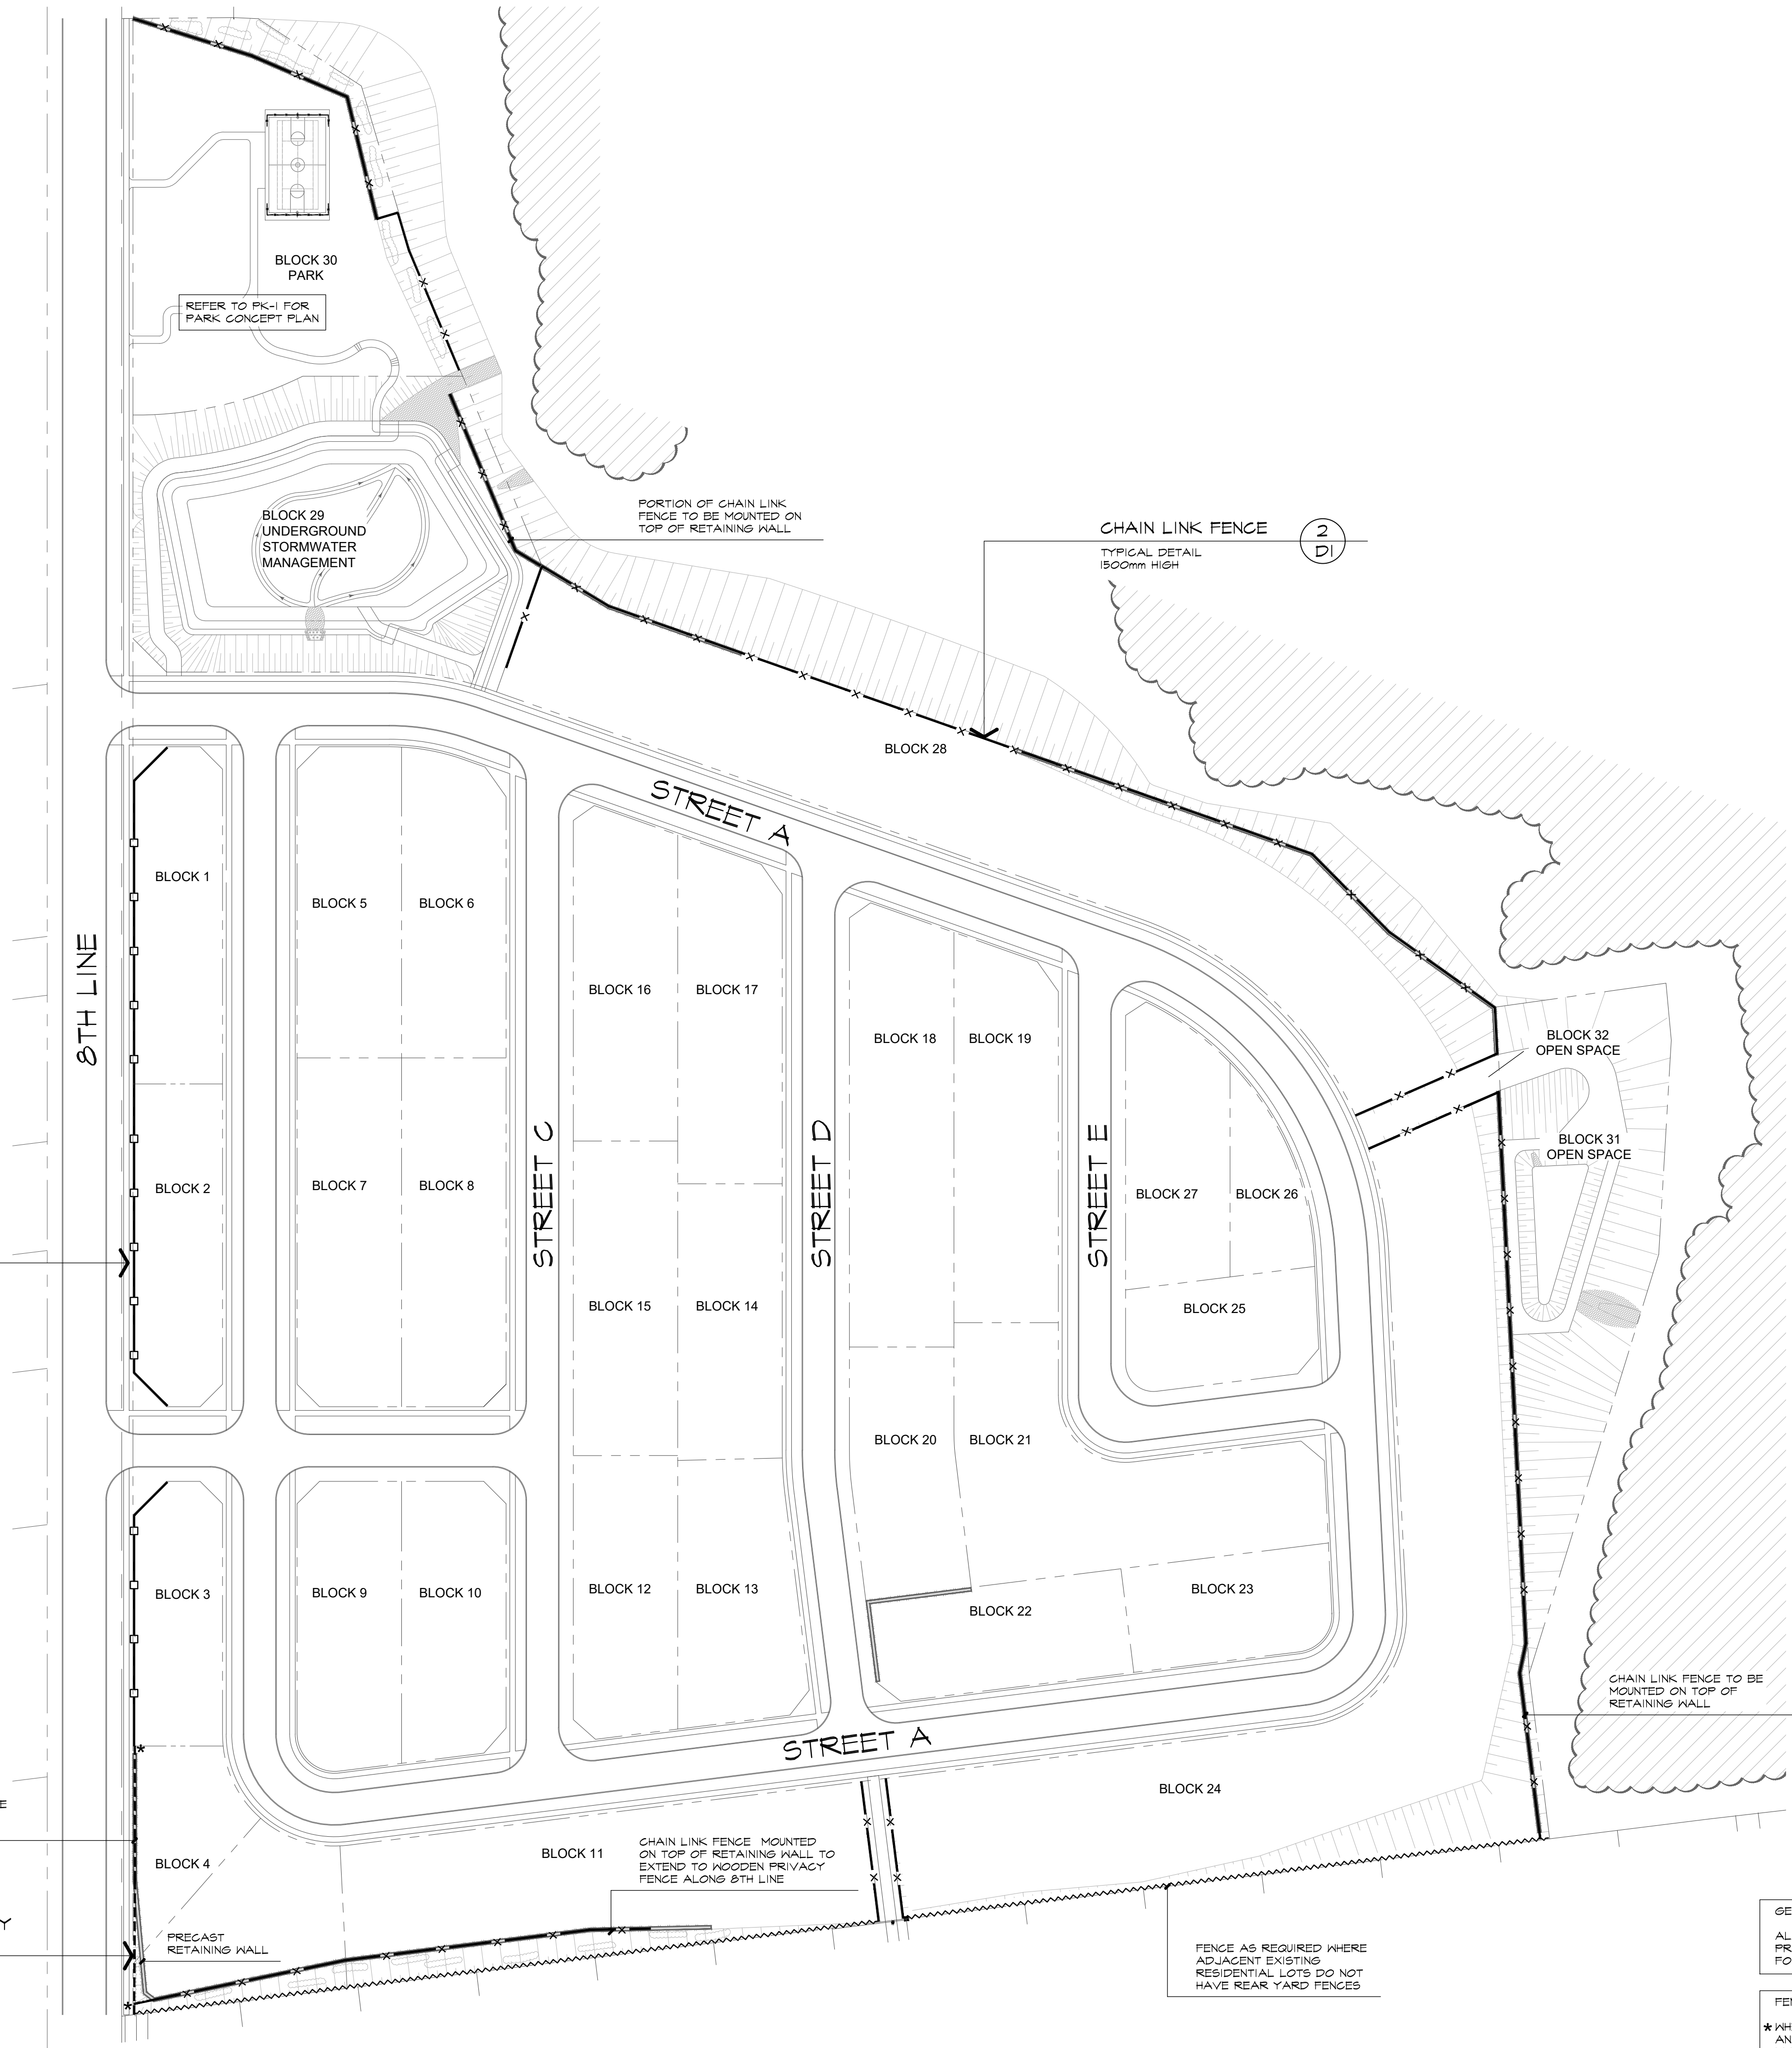 BLOCK 30
PARK
REFER TO PK-1 FOR
PARK CONCEPT PLAN
BLOCK 29
UNDERGROUND
STORMWATER
MANAGEMENT
PORTION OF CHAIN LINK
FENCE TO BE MOUNTED ON
TOP OF RETAINING WALL
CHAIN LINK FENCE
TYPICAL DETAIL
1500mm HIGH
2
D1
BLOCK 28
STREET A
8TH LINE
BLOCK 1
BLOCK 5
BLOCK 6
BLOCK 16
BLOCK 17
BLOCK 18
BLOCK 19
BLOCK 32
OPEN SPACE
BLOCK 31
OPEN SPACE
STREET C
STREET D
STREET E
BLOCK 2
BLOCK 7
BLOCK 8
BLOCK 27
BLOCK 26
BLOCK 15
BLOCK 14
BLOCK 25
BLOCK 20
BLOCK 21
BLOCK 3
BLOCK 9
BLOCK 10
BLOCK 12
BLOCK 13
BLOCK 22
BLOCK 23
CHAIN LINK FENCE TO BE
MOUNTED ON TOP OF
RETAINING WALL
STREET A
BLOCK 24
E
BLOCK 4
BLOCK 11
CHAIN LINK FENCE MOUNTED
ON TOP OF RETAINING WALL TO
EXTEND TO WOODEN PRIVACY
FENCE ALONG 8TH LINE
Y
PRECAST
RETAINING WALL
FENCE AS REQUIRED WHERE
ADJACENT EXISTING
RESIDENTIAL LOTS DO NOT
HAVE REAR YARD FENCES
GE
AL
PR
FO
FE
* WH
AN